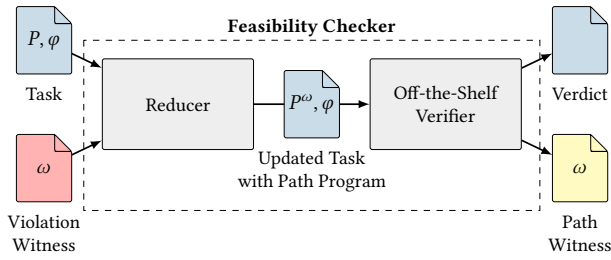 Feasibility Checker
P, φ
Task
Reducer
P^ω, φ
Off-the-Shelf
Verifier
Verdict
ω
Updated Task
with Path Program
ω
Violation
Witness
Path
Witness